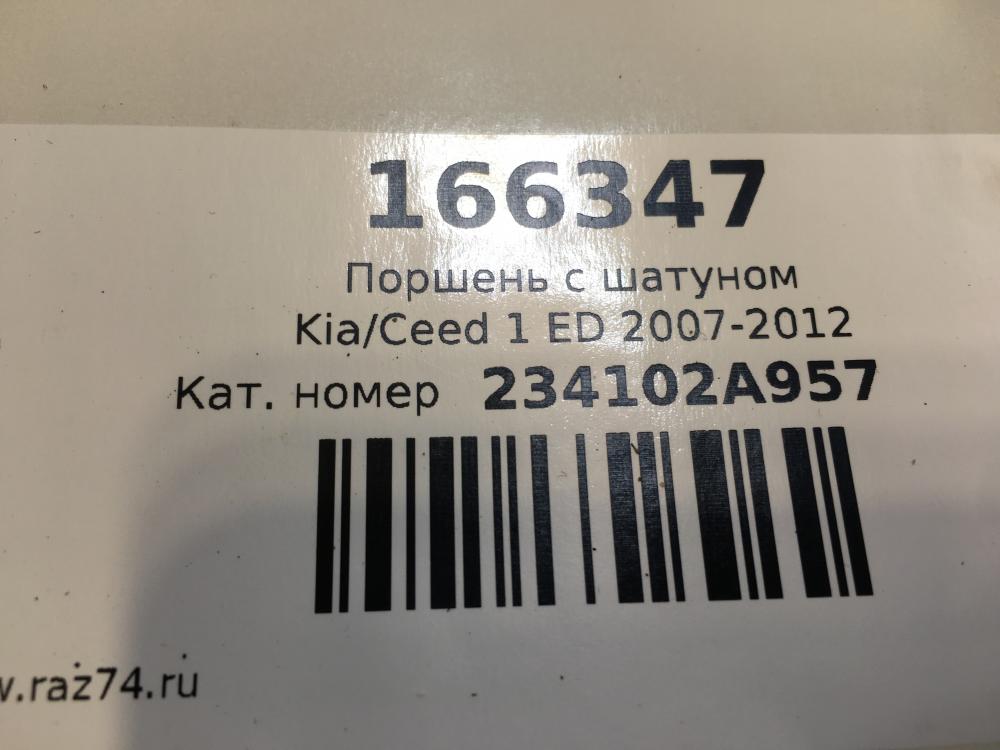 166347
Поршень с шатуном
Kia/Ceed 1 ED 2007-2012
Кат. номер 234102A957
w.raz74.ru